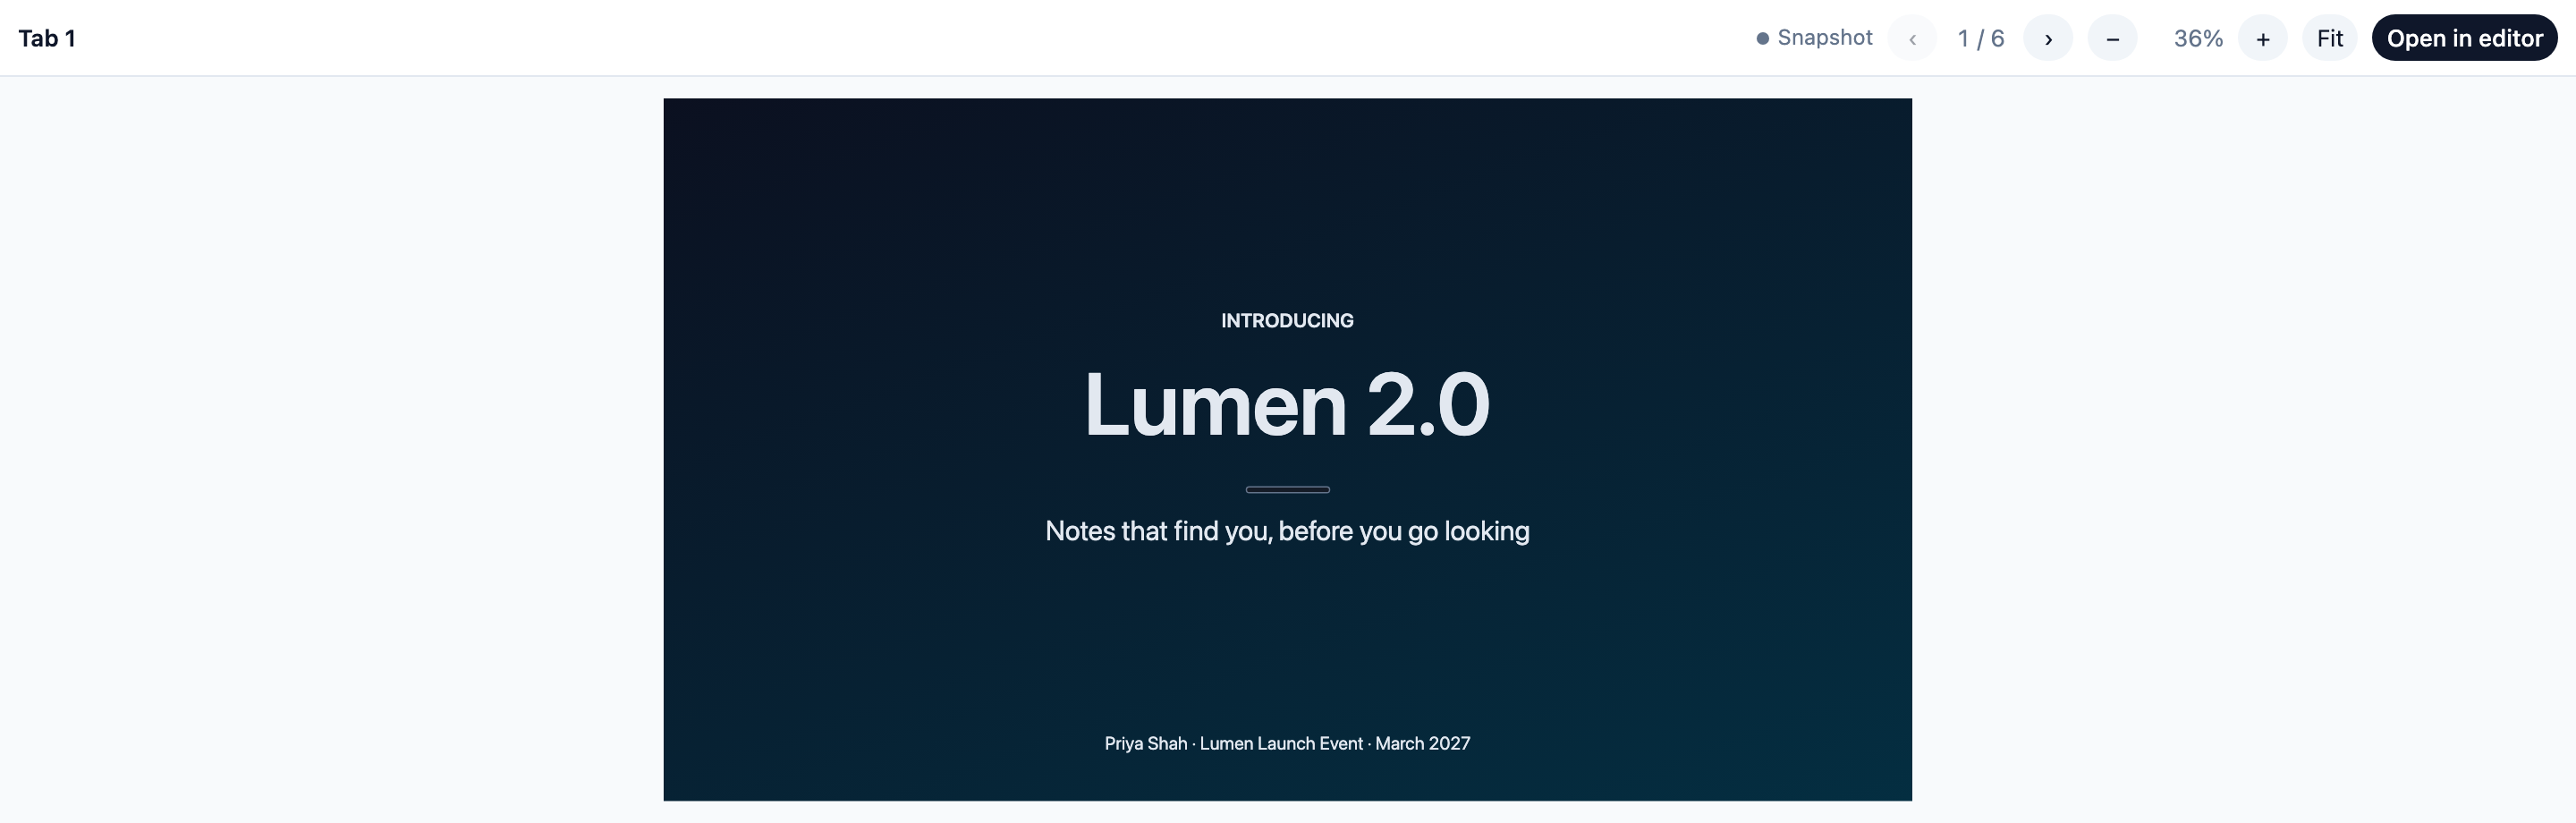 Tab 1
Snapshot
‹
1 / 6
›
−
36%
+
Fit
Open in editor
INTRODUCING
Lumen 2.0
Notes that find you, before you go looking
Priya Shah · Lumen Launch Event · March 2027